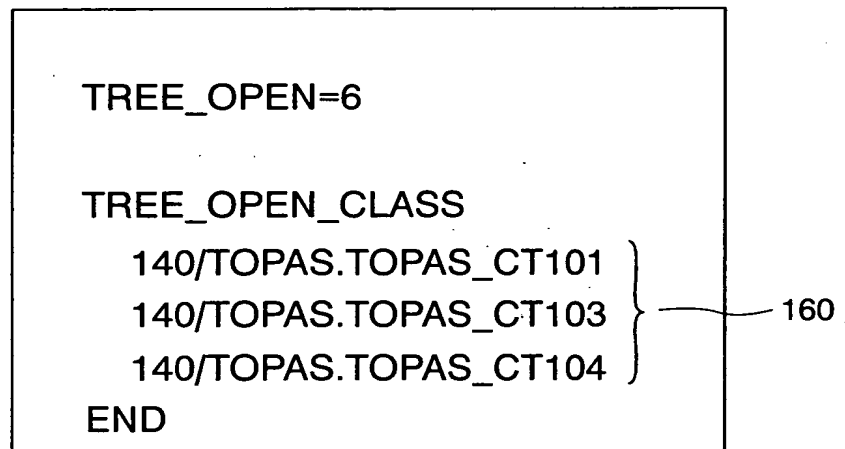 TREE_OPEN=6
TREE_OPEN_CLASS
140/TOPAS.TOPAS_CT101
140/TOPAS.TOPAS_CT103
140/TOPAS.TOPAS_CT104
160
END